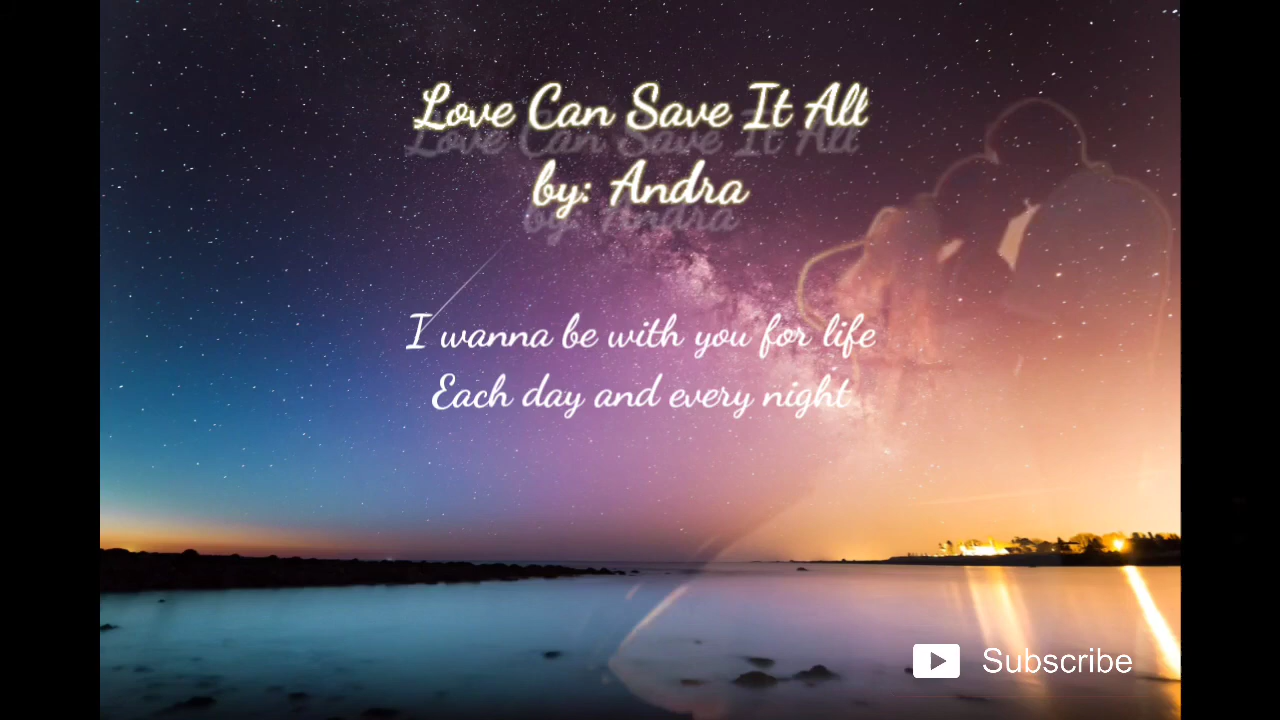 Love Can Save It All
by: Andra
I wanna be with you for life
Each day and every night
Subscribe